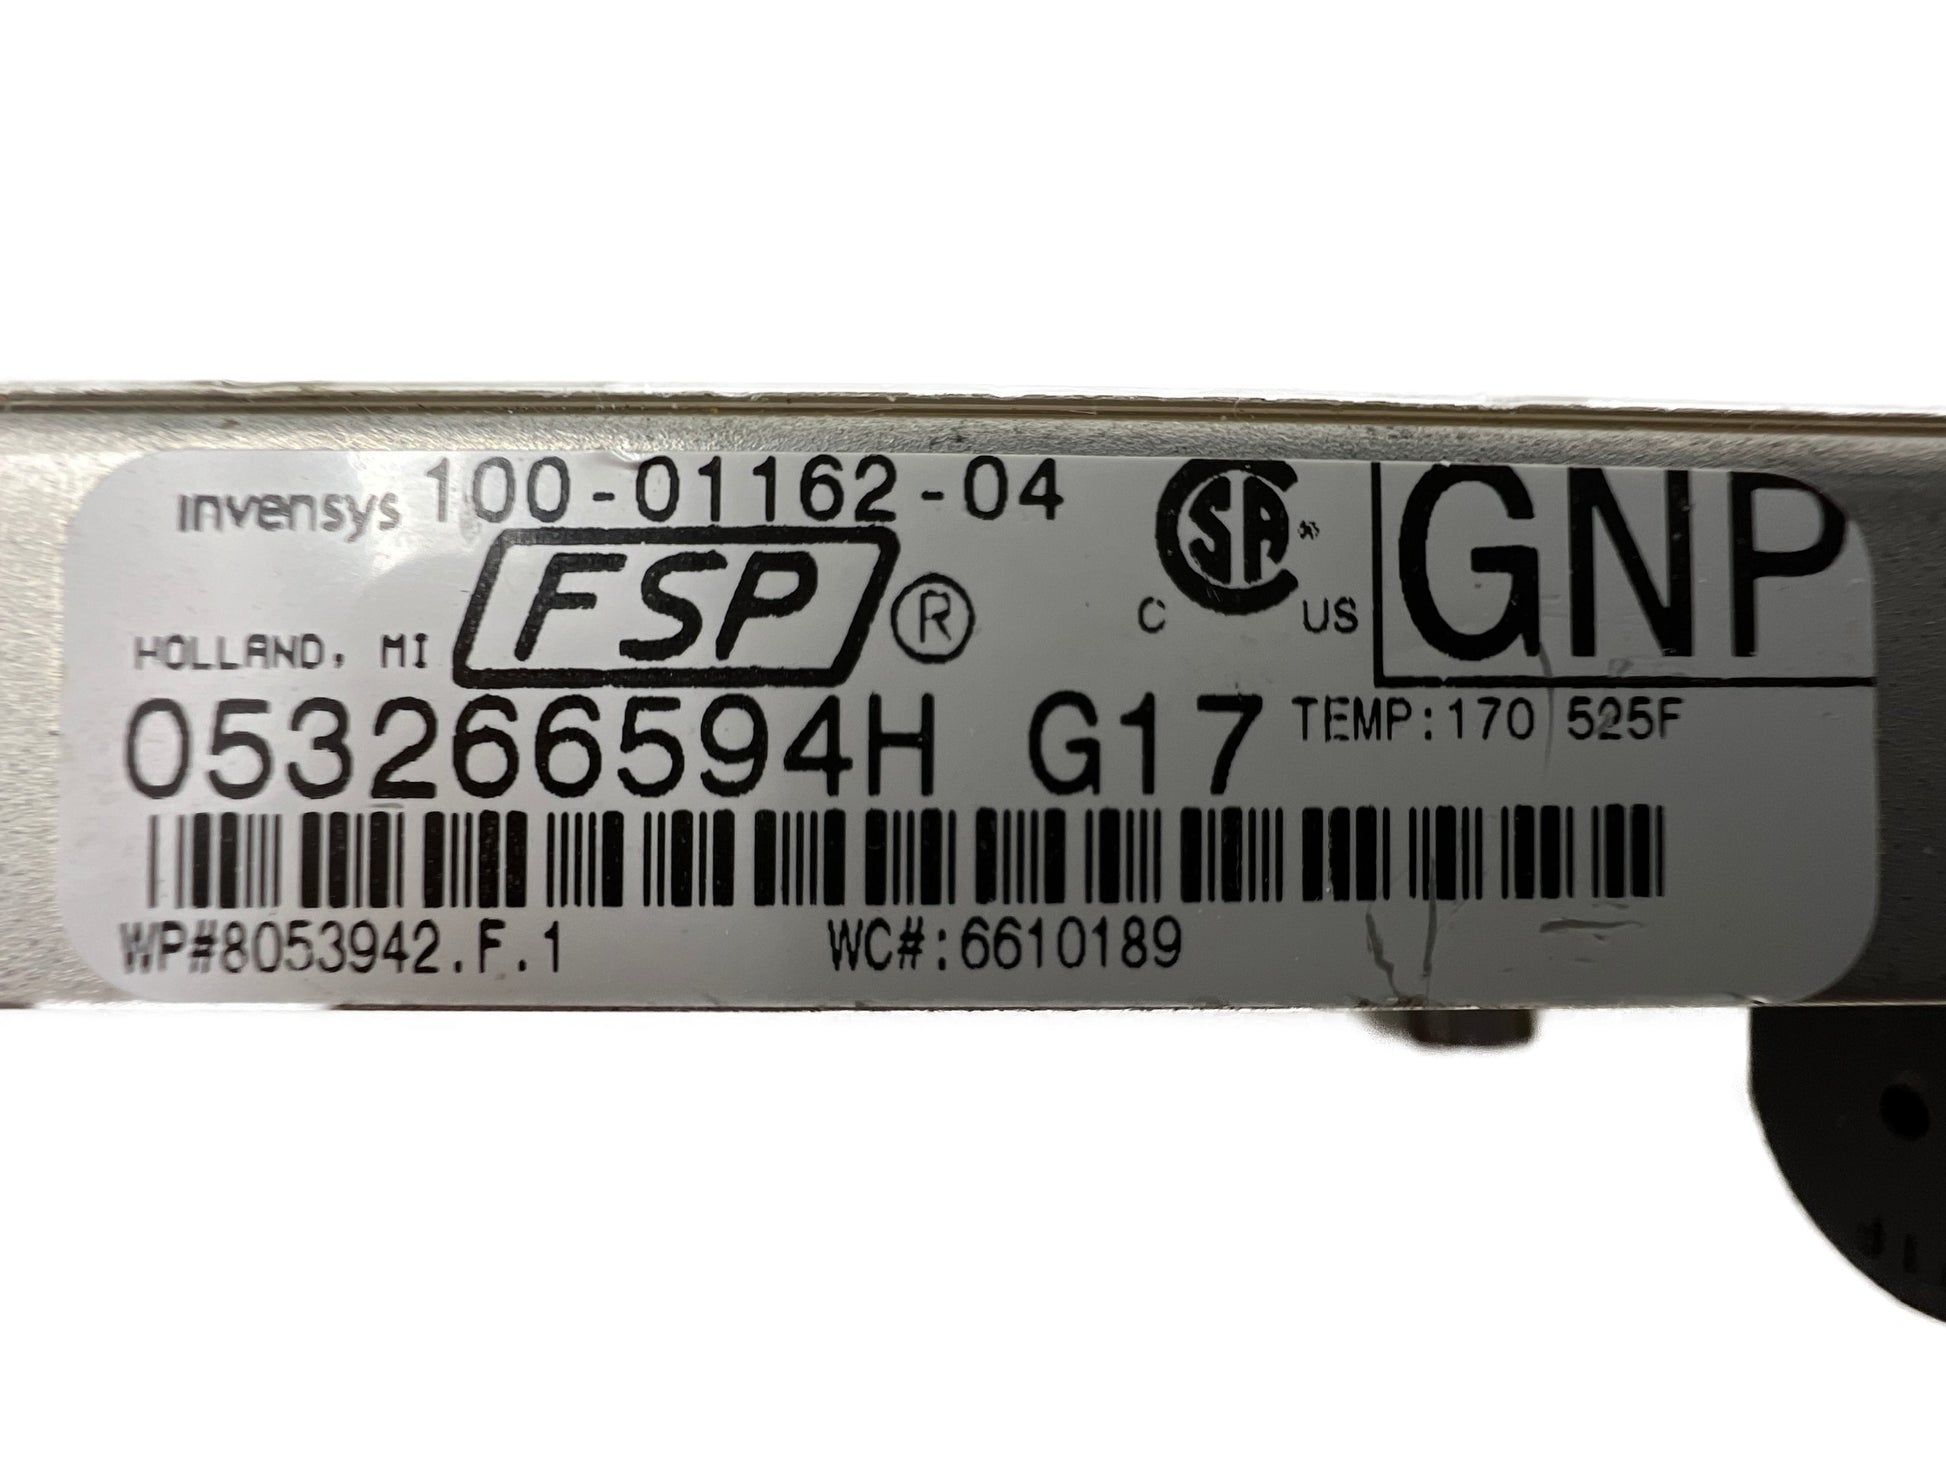 invensys 100-01162-04
CSA
C US
GNP
HOLLAND, MI FSP ®
053266594H G17 TEMP:170 525F
WP#8053942.F.1 WC#:6610189